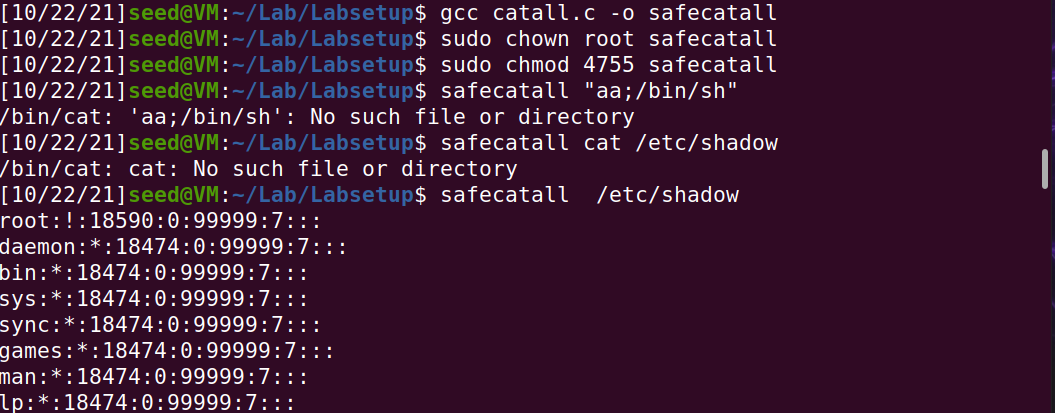 [10/22/21]seed@VM:~/Lab/Labsetup$ gcc catall.c -o safecatall
[10/22/21]seed@VM:~/Lab/Labsetup$ sudo chown root safecatall
[10/22/21]seed@VM:~/Lab/Labsetup$ sudo chmod 4755 safecatall
[10/22/21]seed@VM:~/Lab/Labsetup$ safecatall "aa;/bin/sh"
/bin/cat: 'aa;/bin/sh': No such file or directory
[10/22/21]seed@VM:~/Lab/Labsetup$ safecatall cat /etc/shadow
/bin/cat: cat: No such file or directory
[10/22/21]seed@VM:~/Lab/Labsetup$ safecatall  /etc/shadow
root:!:18590:0:99999:7:::
daemon:*:18474:0:99999:7:::
bin:*:18474:0:99999:7:::
sys:*:18474:0:99999:7:::
sync:*:18474:0:99999:7:::
games:*:18474:0:99999:7:::
man:*:18474:0:99999:7:::
lp:*:18474:0:99999:7:::